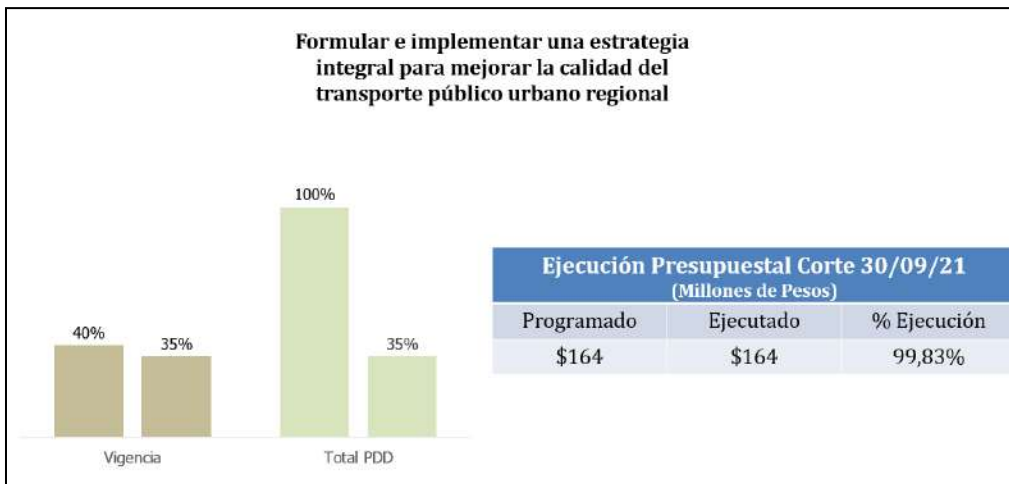 Formular e implementar una estrategia
integral para mejorar la calidad del
transporte público urbano regional
100%
40%
35%
35%
Vigencia
Total PDD
Ejecución Presupuestal Corte 30/09/21
(Millones de Pesos)
Programado Ejecutado % Ejecución
$164 $164 99,83%